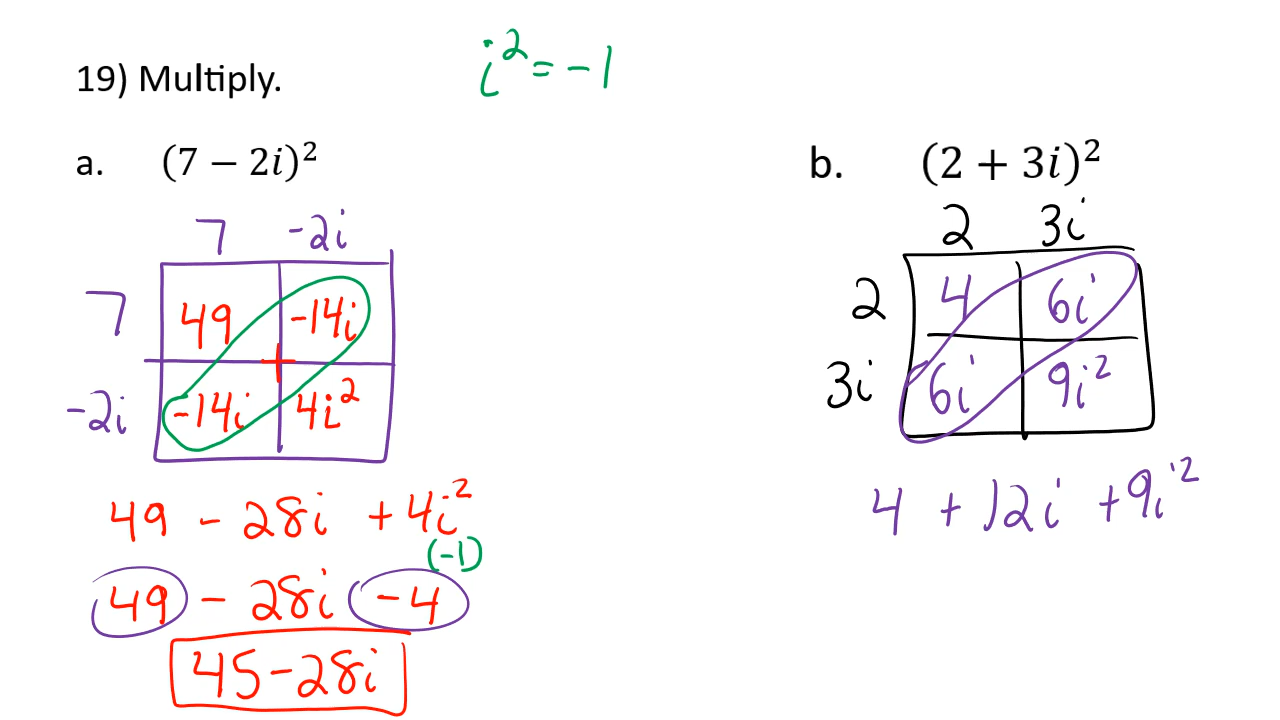 19) Multiply.
i² = -1
a. (7 − 2i)²
7 -2i
7 49 -14i
-2i -14i 4i²
49 - 28i + 4i²
(-1)
49 - 28i - 4
45 - 28i
b. (2 + 3i)²
2 3i
2 4 6i
3i 6i 9i²
4 + 12i + 9i²